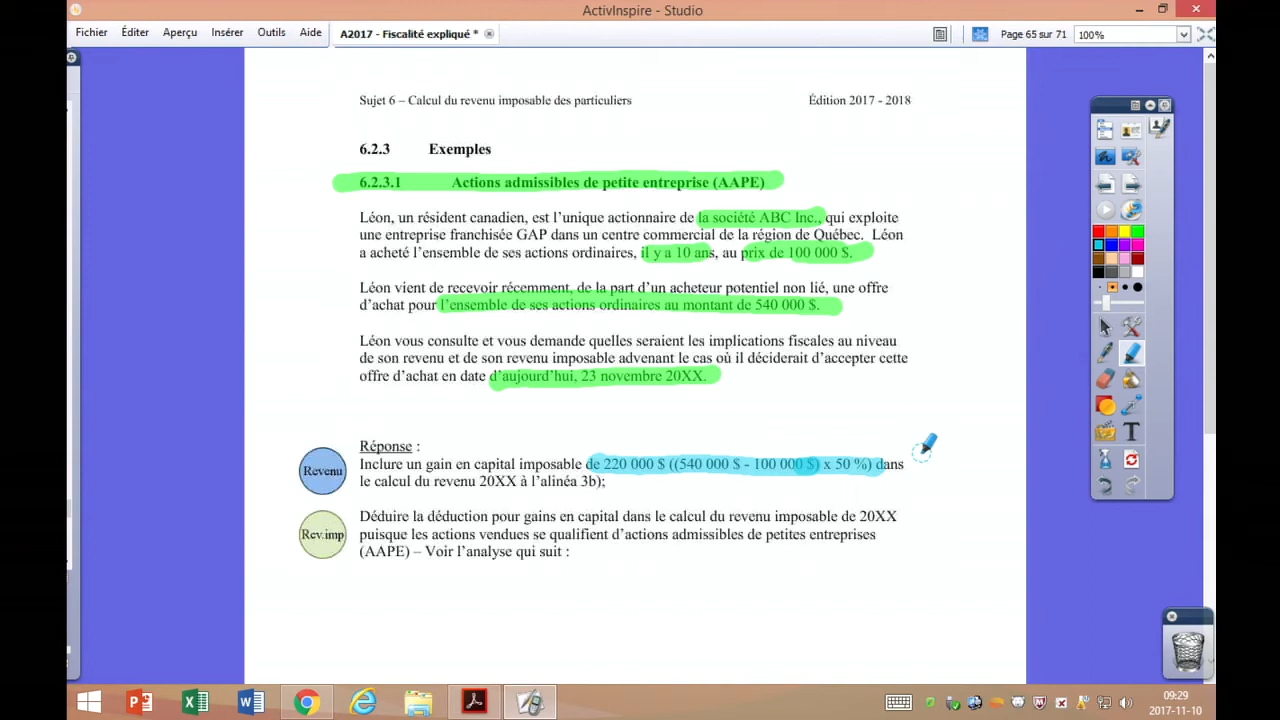 ActivInspire - Studio
Fichier Éditer Aperçu Insérer Outils Aide A2017 - Fiscalité expliqué * Page 65 sur 71 100%
Sujet 6 – Calcul du revenu imposable des particuliers Édition 2017 - 2018
6.2.3 Exemples
6.2.3.1 Actions admissibles de petite entreprise (AAPE)
Léon, un résident canadien, est l’unique actionnaire de la société ABC Inc., qui exploite
une entreprise franchisée GAP dans un centre commercial de la région de Québec. Léon
a acheté l’ensemble de ses actions ordinaires, il y a 10 ans, au prix de 100 000 $.
Léon vient de recevoir récemment, de la part d’un acheteur potentiel non lié, une offre
d’achat pour l’ensemble de ses actions ordinaires au montant de 540 000 $.
Léon vous consulte et vous demande quelles seraient les implications fiscales au niveau
de son revenu et de son revenu imposable advenant le cas où il déciderait d’accepter cette
offre d’achat en date d’aujourd’hui, 23 novembre 20XX.
Réponse :
Revenu
Inclure un gain en capital imposable de 220 000 $ ((540 000 $ - 100 000 $) x 50 %) dans
le calcul du revenu 20XX à l’alinéa 3b);
Rev.imp
Déduire la déduction pour gains en capital dans le calcul du revenu imposable de 20XX
puisque les actions vendues se qualifient d’actions admissibles de petites entreprises
(AAPE) – Voir l’analyse qui suit :
09:29
2017-11-10